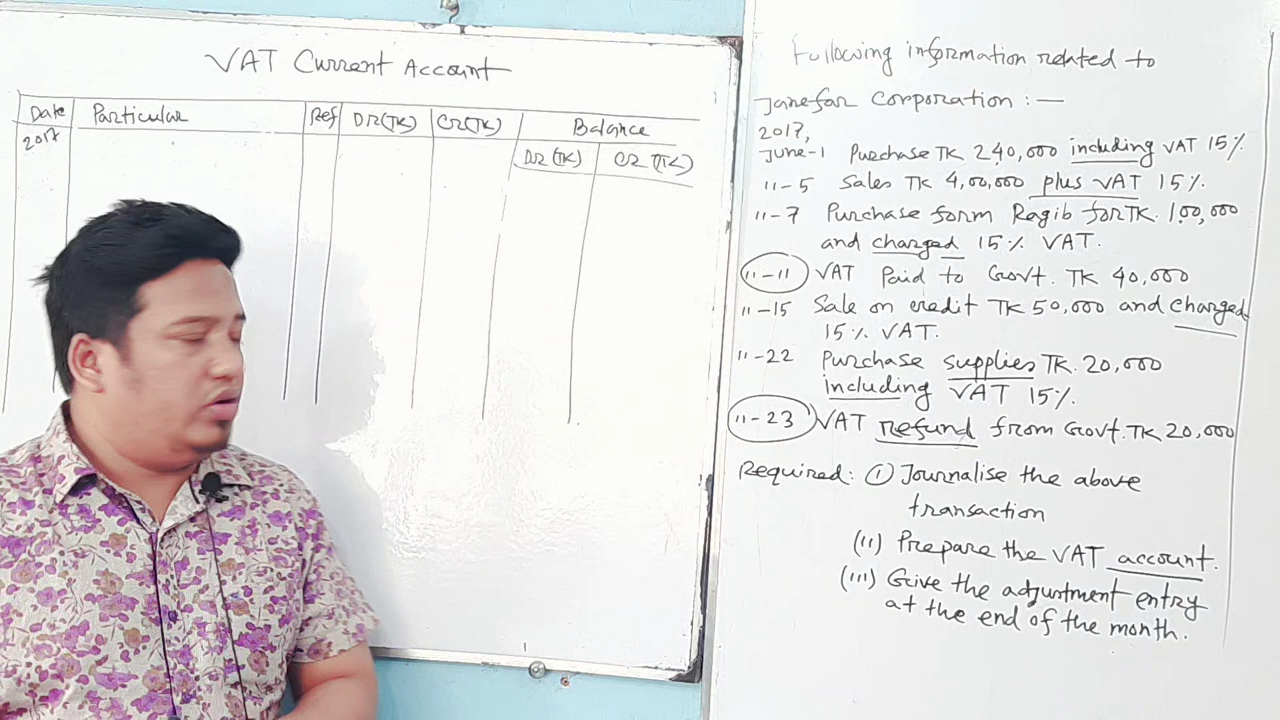 VAT Current Account
Date Particular Ref DR(TK) CR(TK) Balance
2017
DR(TK) CR(TK)
Following information related to
Janefar Corporation :—
2017,
June-1 Purchase TK 240,000 including VAT 15%
"-5 Sales TK 4,00,000 plus VAT 15%.
"-7 Purchase form Ragib for TK. 100,000
and charged 15% VAT.
"-11 VAT Paid to Govt. TK 40,000
"-15 Sale on credit TK 50,000 and charged
15% VAT.
"-22 Purchase supplies TK. 20,000
including VAT 15%.
"-23 VAT refund from Govt. TK 20,000
Required: (1) Journalise the above
transaction
(11) Prepare the VAT account.
(111) Give the adjustment entry
at the end of the month.